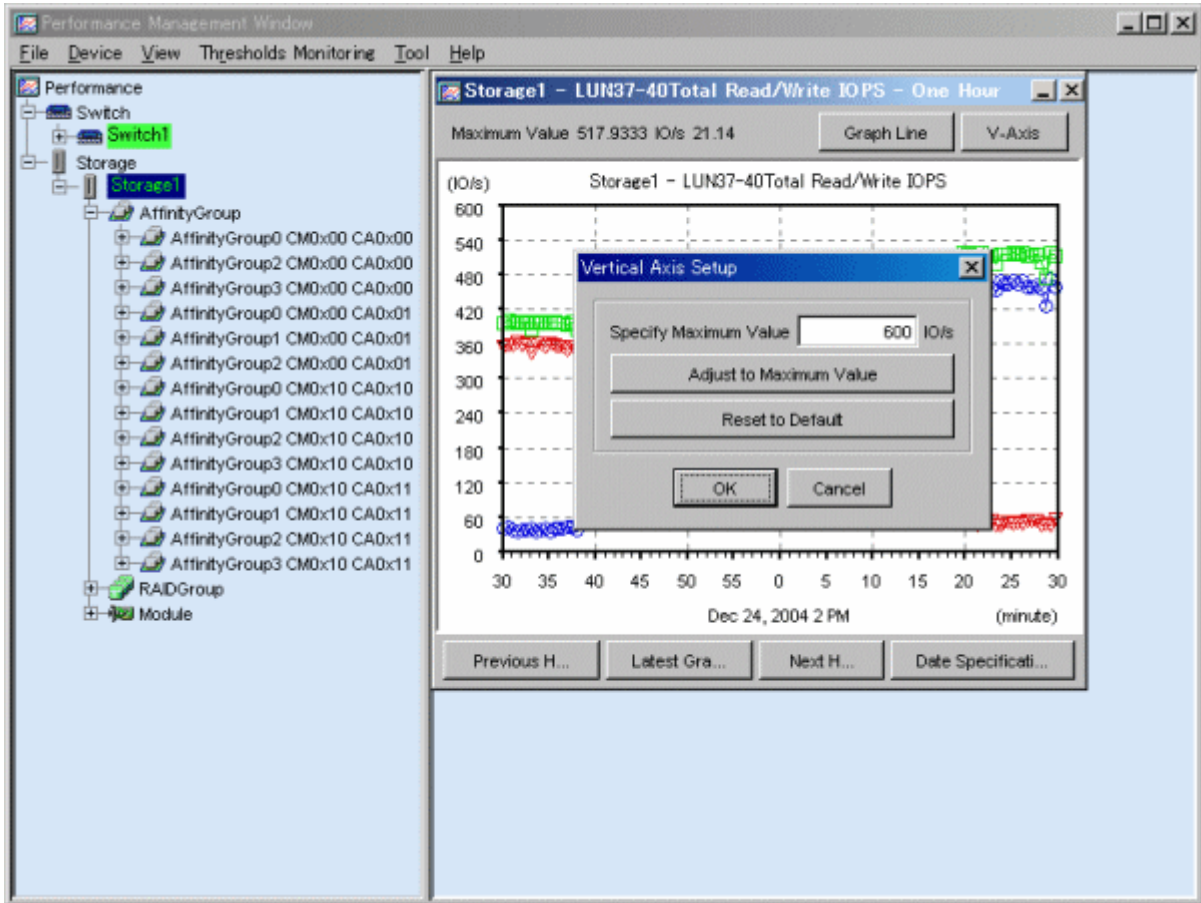 Performance Management Window
File Device View Thresholds Monitoring Tool Help
Performance
Switch
Switch1
Storage
Storage1
AffinityGroup
AffinityGroup0 CM0x00 CA0x00
AffinityGroup2 CM0x00 CA0x00
AffinityGroup3 CM0x00 CA0x00
AffinityGroup0 CM0x00 CA0x01
AffinityGroup1 CM0x00 CA0x01
AffinityGroup2 CM0x00 CA0x01
AffinityGroup0 CM0x10 CA0x10
AffinityGroup1 CM0x10 CA0x10
AffinityGroup2 CM0x10 CA0x10
AffinityGroup3 CM0x10 CA0x10
AffinityGroup0 CM0x10 CA0x11
AffinityGroup1 CM0x10 CA0x11
AffinityGroup2 CM0x10 CA0x11
AffinityGroup3 CM0x10 CA0x11
RAIDGroup
Module
Storage1 - LUN37-40Total Read/Write IOPS - One Hour
Maximum Value 517.9333 IO/s 21.14 Graph Line V-Axis
(IO/s) Storage1 - LUN37-40Total Read/Write IOPS
600
540
480
420
360
300
240
180
120
60
0
30 35 40 45 50 55 0 5 10 15 20 25 30
Dec 24, 2004 2 PM (minute)
Vertical Axis Setup
Specify Maximum Value 600 IO/s
Adjust to Maximum Value
Reset to Default
OK Cancel
Previous H... Latest Gra... Next H... Date Specificati...